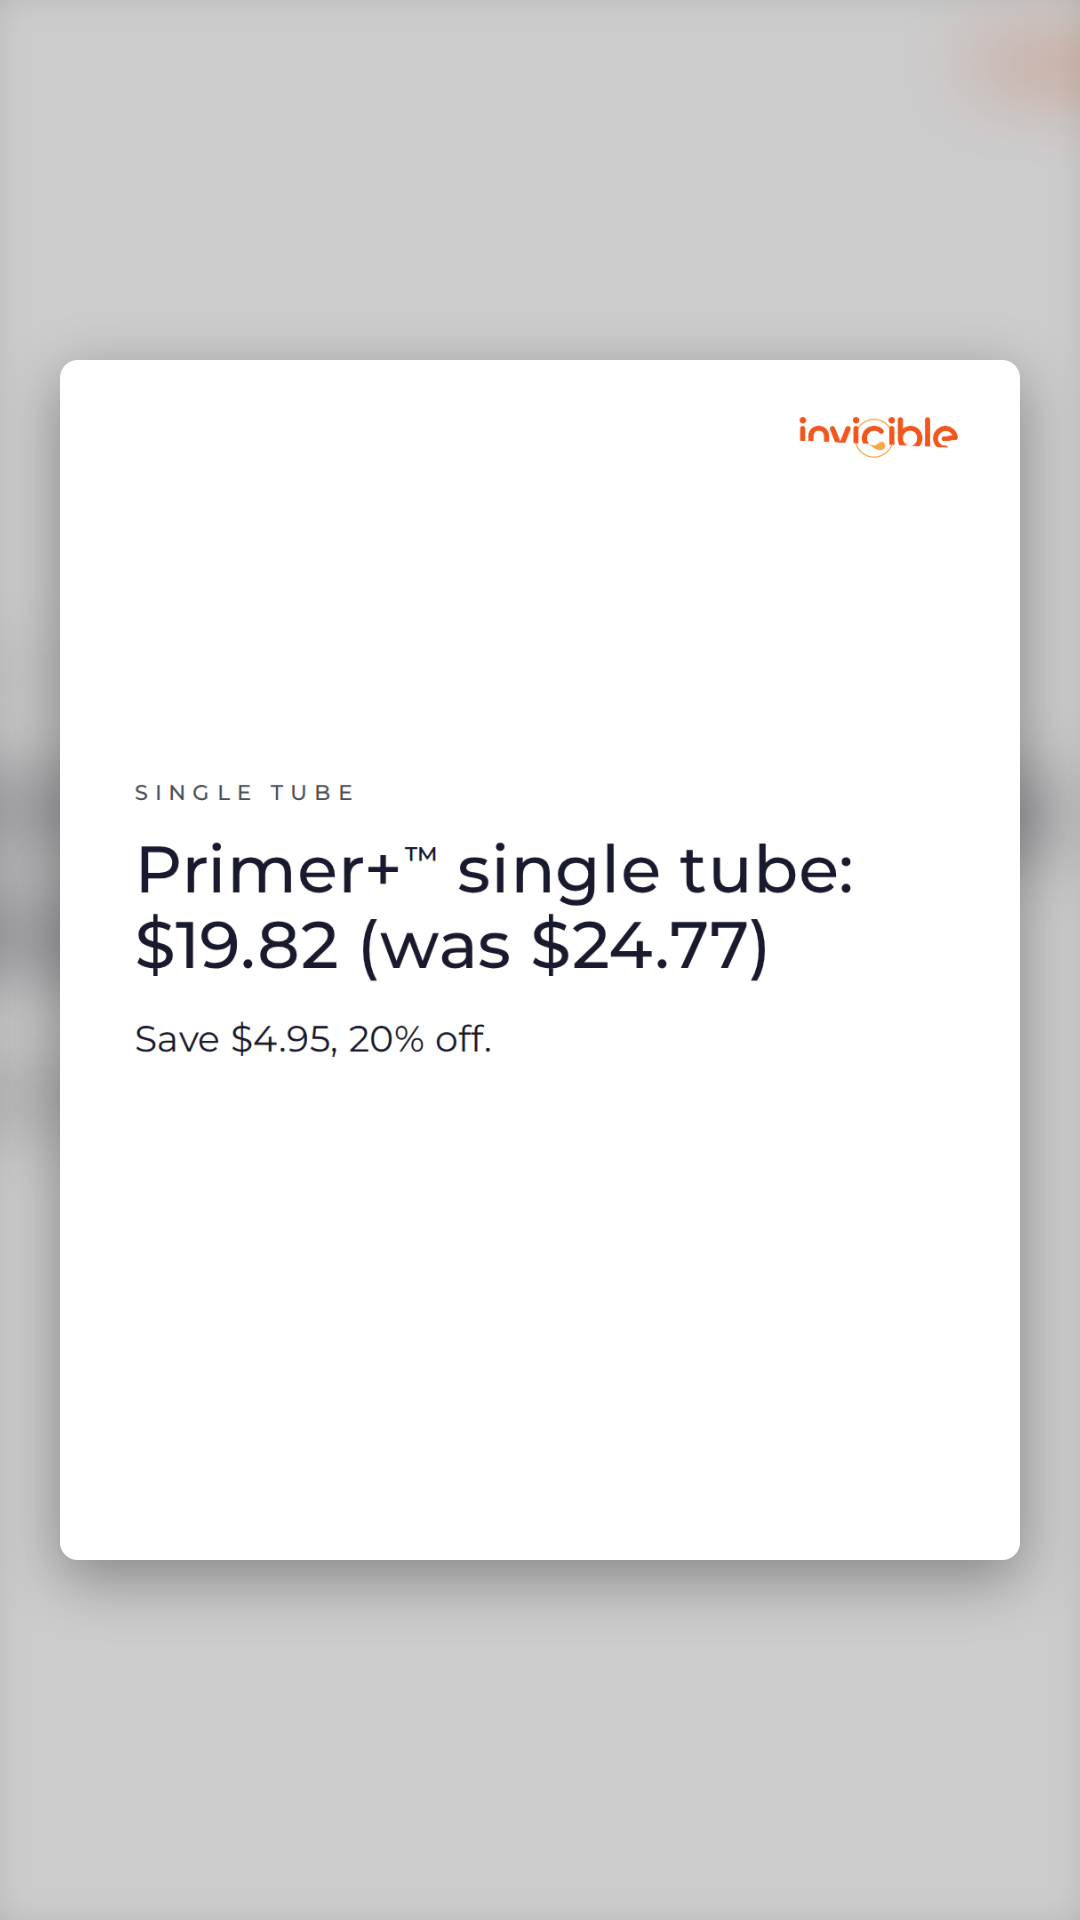 invicible
SINGLE TUBE
Primer+™ single tube:
$19.82 (was $24.77)
Save $4.95, 20% off.